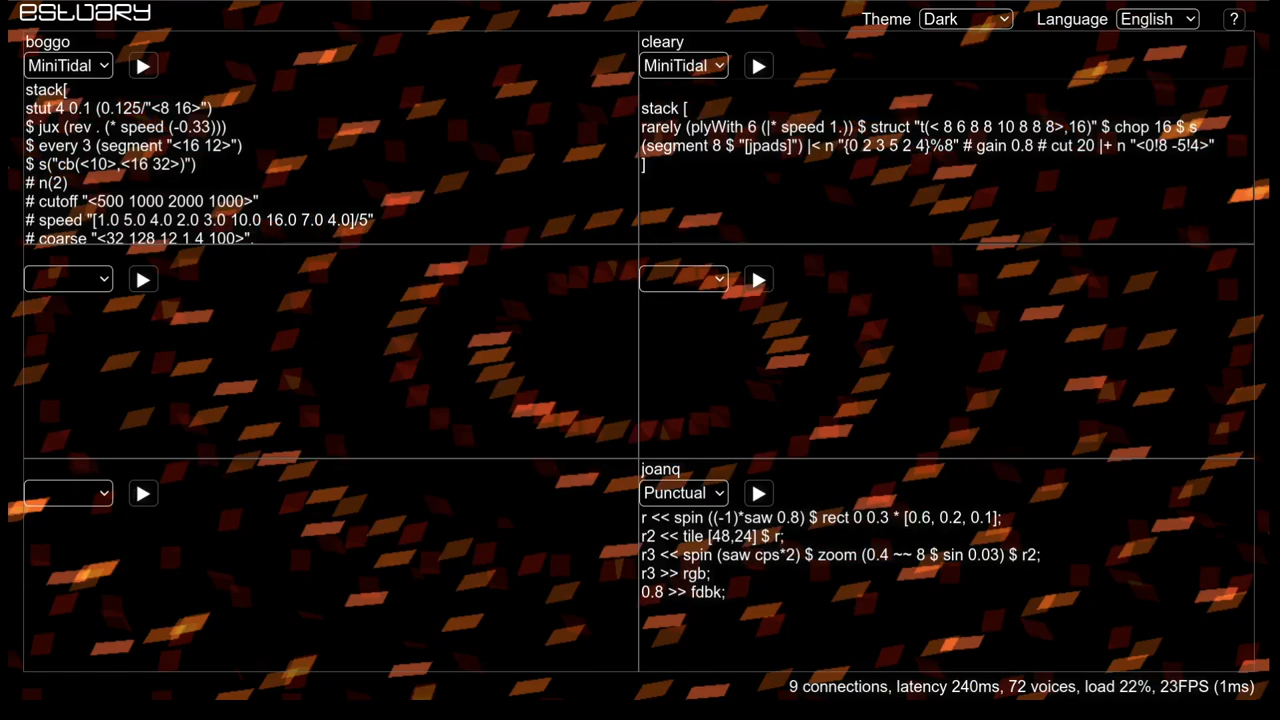 estuary
Theme Dark Language English ?
boggo
MiniTidal
stack[
stut 4 0.1 (0.125/"<8 16>")
$ jux (rev . (* speed (-0.33)))
$ every 3 (segment "<16 12>")
$ s("cb(<10>,<16 32>)")
# n(2)
# cutoff "<500 1000 2000 1000>"
# speed "[1.0 5.0 4.0 2.0 3.0 10.0 16.0 7.0 4.0]/5"
# coarse "<32 128 12 1 4 100>",
cleary
MiniTidal
stack [
rarely (plyWith 6 (|* speed 1.)) $ struct "t(< 8 6 8 8 10 8 8 8>,16)" $ chop 16 $ s
(segment 8 $ "[jpads]") |< n "{0 2 3 5 2 4}%8" # gain 0.8 # cut 20 |+ n "<0!8 -5!4>"
]
joanq
Punctual
r << spin ((-1)*saw 0.8) $ rect 0 0.3 * [0.6, 0.2, 0.1];
r2 << tile [48,24] $ r;
r3 << spin (saw cps*2) $ zoom (0.4 ~~ 8 $ sin 0.03) $ r2;
r3 >> rgb;
0.8 >> fdbk;
9 connections, latency 240ms, 72 voices, load 22%, 23FPS (1ms)